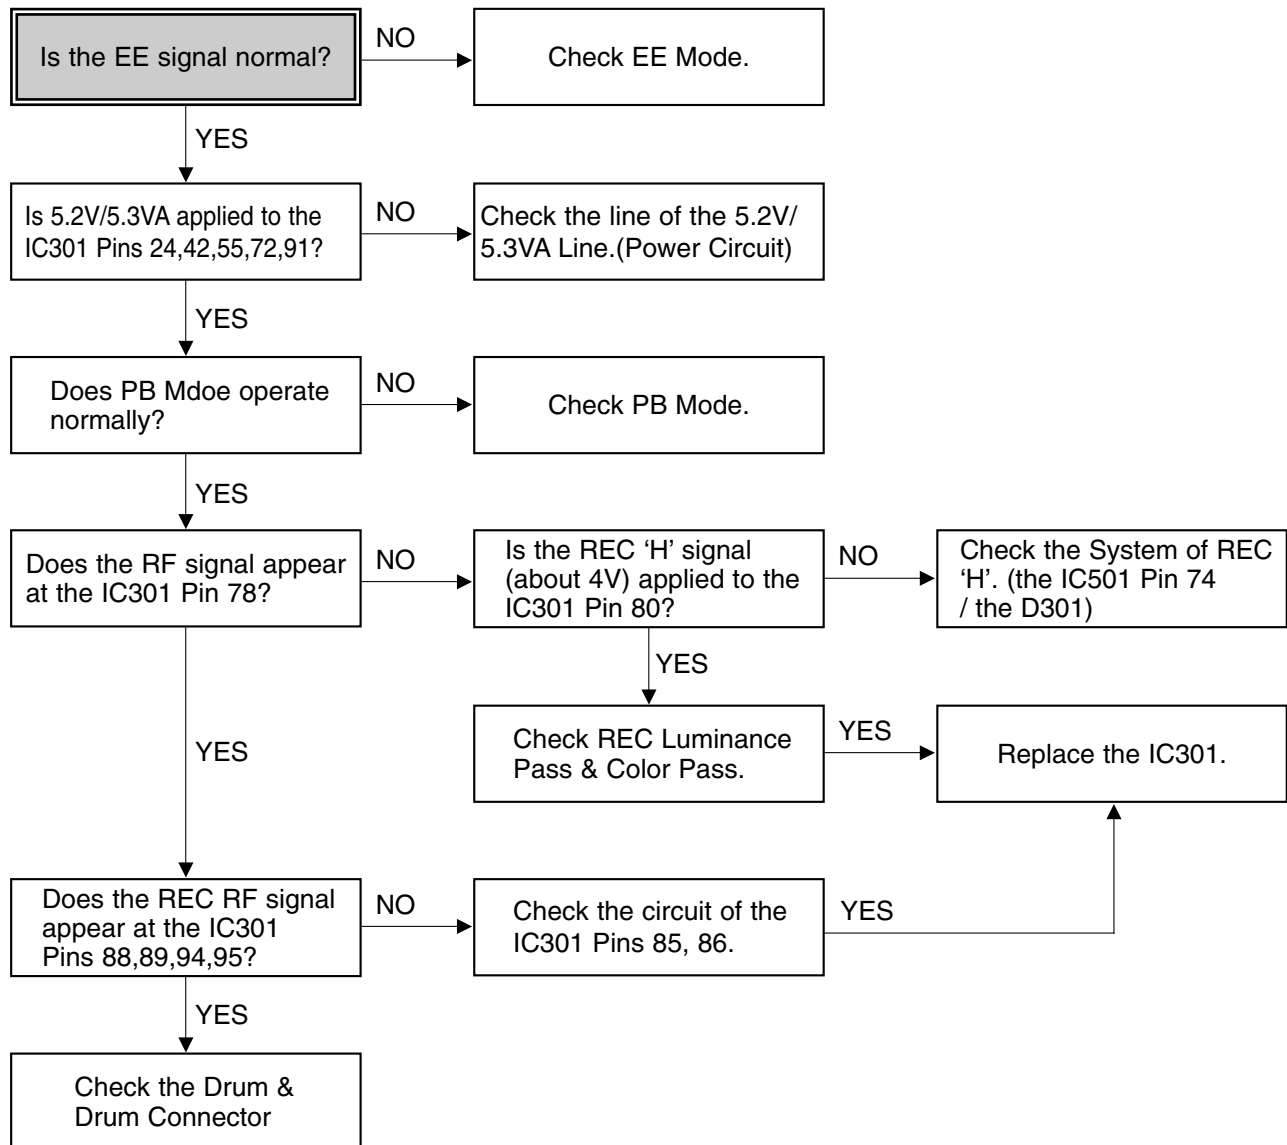 Is the EE signal normal?
NO
Check EE Mode.
YES
Is 5.2V/5.3VA applied to the
IC301 Pins 24,42,55,72,91?
NO
Check the line of the 5.2V/
5.3VA Line.(Power Circuit)
YES
Does PB Mdoe operate
normally?
NO
Check PB Mode.
YES
Does the RF signal appear
at the IC301 Pin 78?
NO
Is the REC ‘H’ signal
(about 4V) applied to the
IC301 Pin 80?
NO
Check the System of REC
‘H’. (the IC501 Pin 74
/ the D301)
YES
YES
Check REC Luminance
Pass & Color Pass.
YES
Replace the IC301.
Does the REC RF signal
appear at the IC301
Pins 88,89,94,95?
NO
Check the circuit of the
IC301 Pins 85, 86.
YES
YES
Check the Drum &
Drum Connector